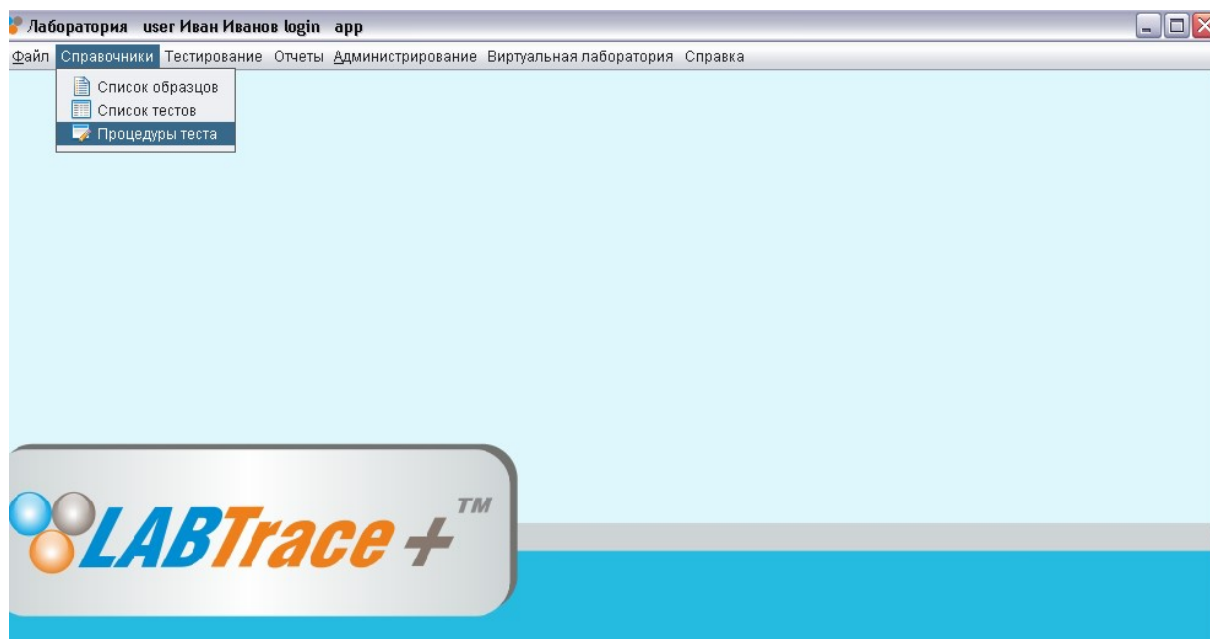 Лаборатория user Иван Иванов login app
Файл Справочники Тестирование Отчеты Администрирование Виртуальная лаборатория Справка
Список образцов
Список тестов
Процедуры теста
LABTrace +™